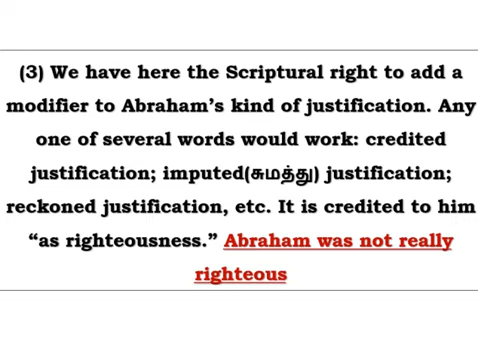 (3) We have here the Scriptural right to add a
modifier to Abraham’s kind of justification. Any
one of several words would work: credited
justification; imputed(சுமத்து) justification;
reckoned justification, etc. It is credited to him
“as righteousness.” Abraham was not really
righteous